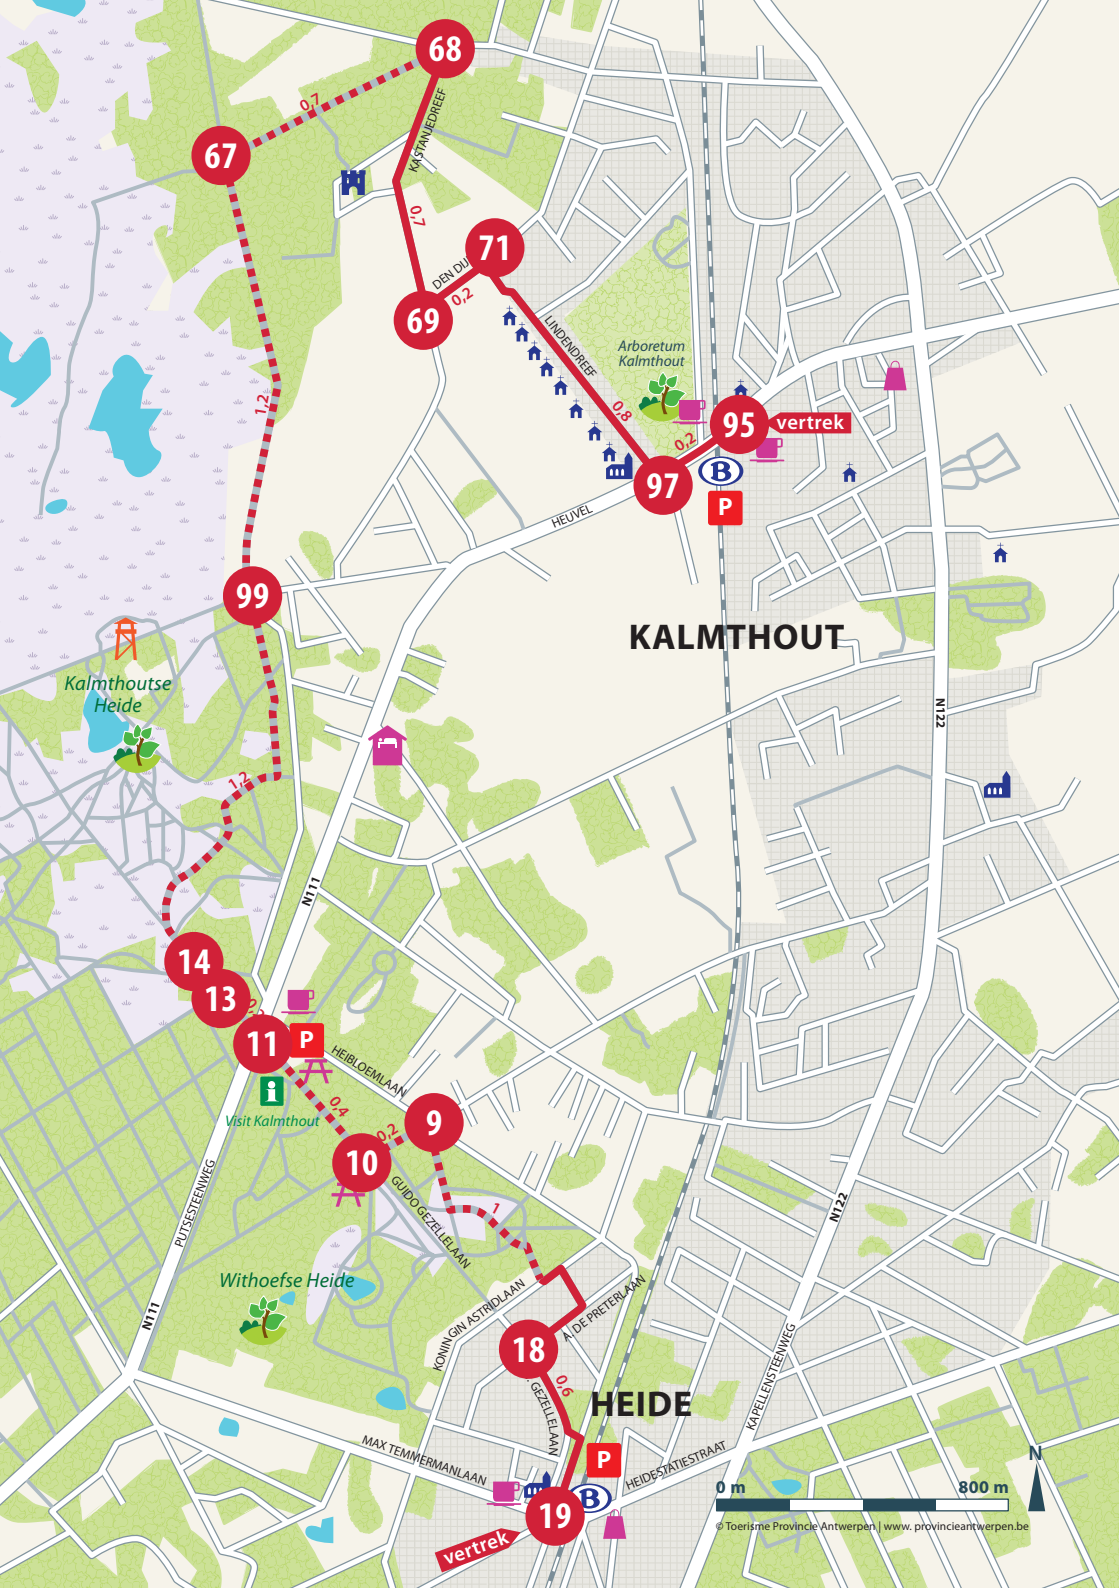 68
0,7
KASTANJEDREEF
67
0,7
71
DEN DIJ
0,2
69
LINDENDREEF
Arboretum
Kalmthout
1,2
0,8
95
vertrek
0,2
B
97
P
HEUVEL
99
KALMTHOUT
Kalmthoutse
Heide
N122
1,2
N111
14
13
11
P
HEIBLOEMLAAN
i
Visit Kalmthout
0,4
9
0,2
10
GUIDO GEZELLELAAN
1
PUTSESTEENWEG
N122
Withoefse Heide
KONINGIN ASTRIDLAAN
A. DE PRETERLAAN
N111
18
KAPELLENSTEENWEG
0,6
HEIDE
. GEZELLELAAN
MAX TEMMERMANLAAN
P
HEIDESTATIESTRAAT
N
0 m
800 m
B
19
vertrek
© Toerisme Provincie Antwerpen | www. provincieantwerpen.be